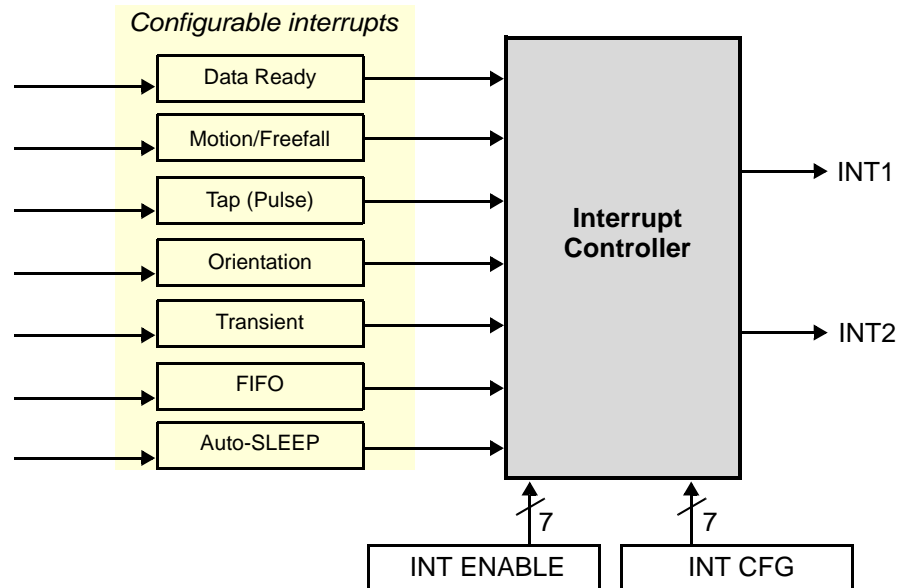 Configurable interrupts
Data Ready
Motion/Freefall
Tap (Pulse)
Orientation
Transient
FIFO
Auto-SLEEP
Interrupt
Controller
INT1
INT2
7
7
INT ENABLE
INT CFG